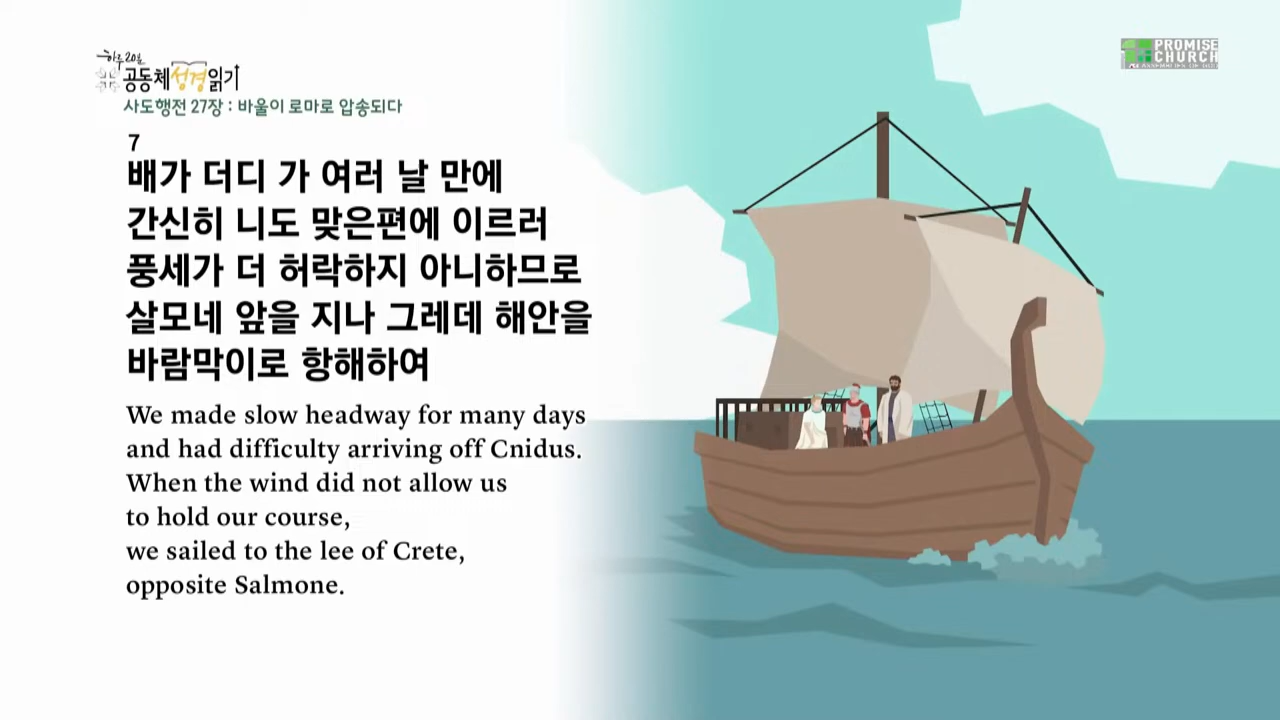 하루 20분
공동체성경읽기
사도행전 27장 : 바울이 로마로 압송되다
PROMISE
CHURCH
ASSEMBLIES OF GOD
7
배가 더디 가 여러 날 만에
간신히 니도 맞은편에 이르러
풍세가 더 허락하지 아니하므로
살모네 앞을 지나 그레데 해안을
바람막이로 항해하여
We made slow headway for many days
and had difficulty arriving off Cnidus.
When the wind did not allow us
to hold our course,
we sailed to the lee of Crete,
opposite Salmone.